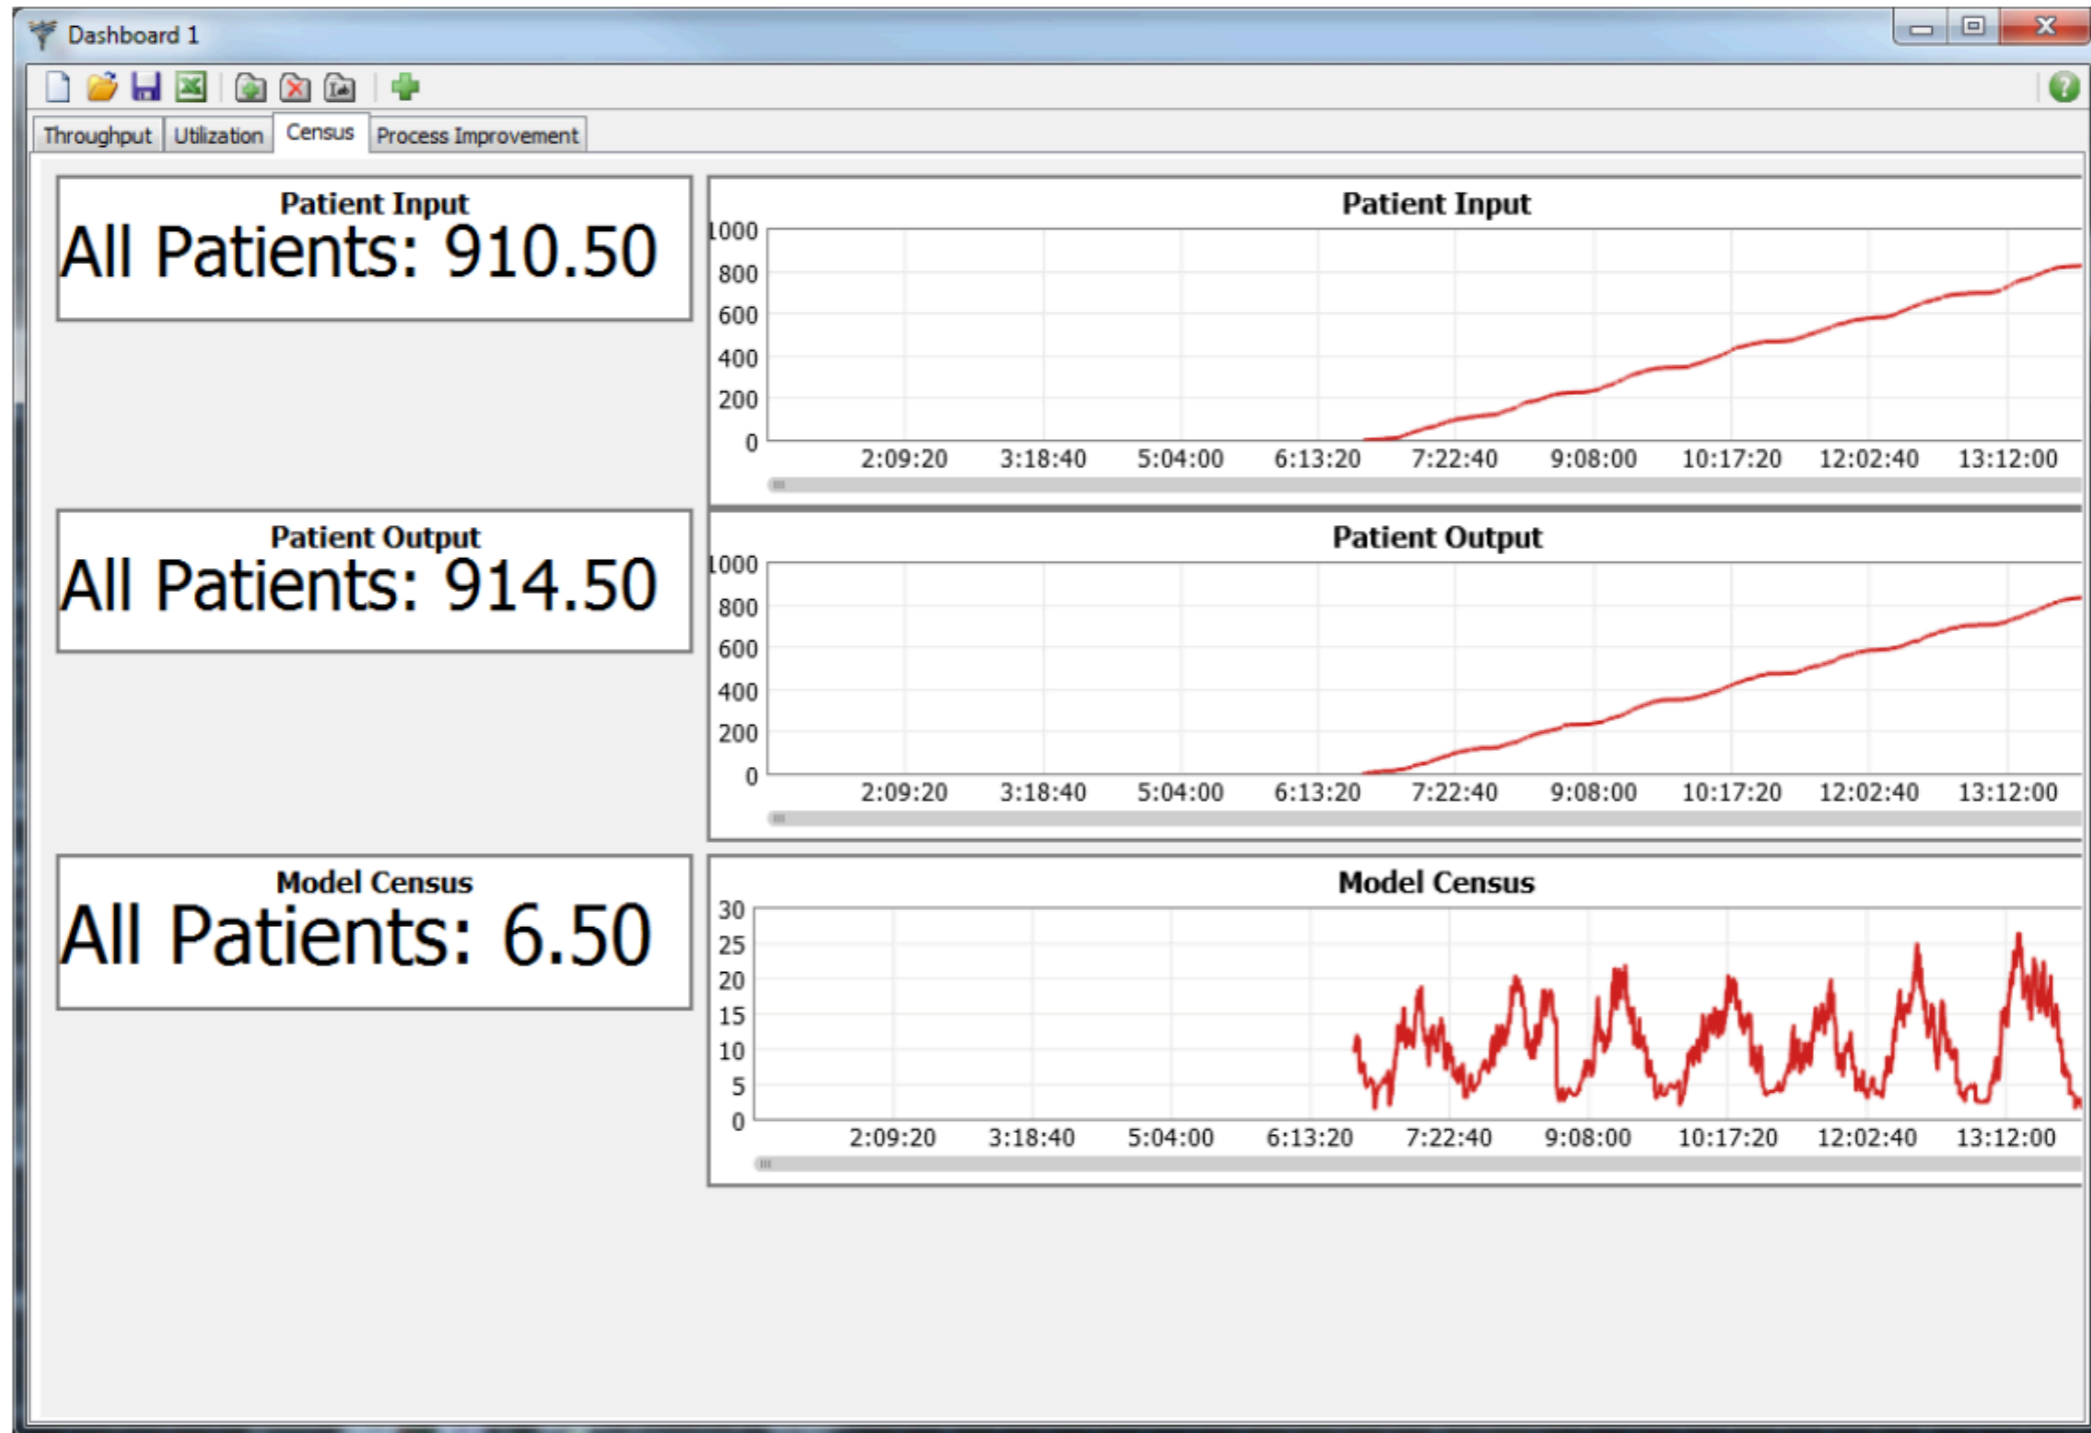 Dashboard 1
Throughput Utilization Census Process Improvement
Patient Input
All Patients: 910.50
Patient Input
1000
800
600
400
200
0
2:09:20 3:18:40 5:04:00 6:13:20 7:22:40 9:08:00 10:17:20 12:02:40 13:12:00
Patient Output
All Patients: 914.50
Patient Output
1000
800
600
400
200
0
2:09:20 3:18:40 5:04:00 6:13:20 7:22:40 9:08:00 10:17:20 12:02:40 13:12:00
Model Census
All Patients: 6.50
Model Census
30
25
20
15
10
5
0
2:09:20 3:18:40 5:04:00 6:13:20 7:22:40 9:08:00 10:17:20 12:02:40 13:12:00